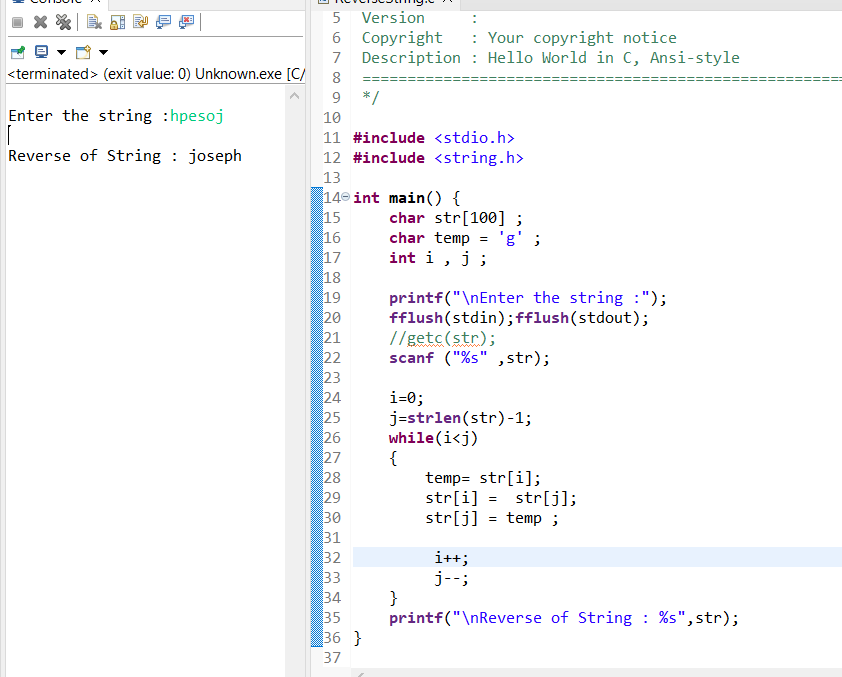 Console
<terminated> (exit value: 0) Unknown.exe [C/
Enter the string :hpesoj
Reverse of String : joseph
ReverseString.c
5 Version     :
6 Copyright   : Your copyright notice
7 Description : Hello World in C, Ansi-style
8 ======================================================
9 */
10
11 #include <stdio.h>
12 #include <string.h>
13
14 int main() {
15     char str[100] ;
16     char temp = 'g' ;
17     int i , j ;
18
19     printf("\nEnter the string :");
20     fflush(stdin);fflush(stdout);
21     //getc(str);
22     scanf ("%s" ,str);
23
24     i=0;
25     j=strlen(str)-1;
26     while(i<j)
27     {
28         temp= str[i];
29         str[i] =  str[j];
30         str[j] = temp ;
31
32          i++;
33          j--;
34     }
35     printf("\nReverse of String : %s",str);
36 }
37